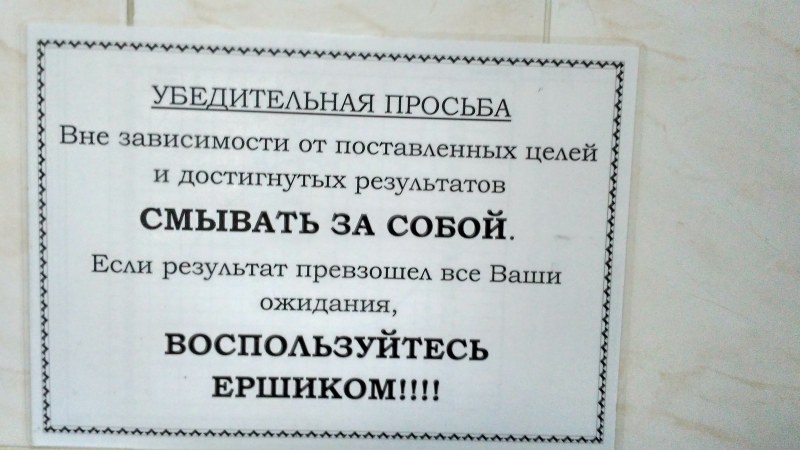 УБЕДИТЕЛЬНАЯ ПРОСЬБА
Вне зависимости от поставленных целей
и достигнутых результатов
СМЫВАТЬ ЗА СОБОЙ.
Если результат превзошел все Ваши
ожидания,
ВОСПОЛЬЗУЙТЕСЬ
ЕРШИКОМ!!!!